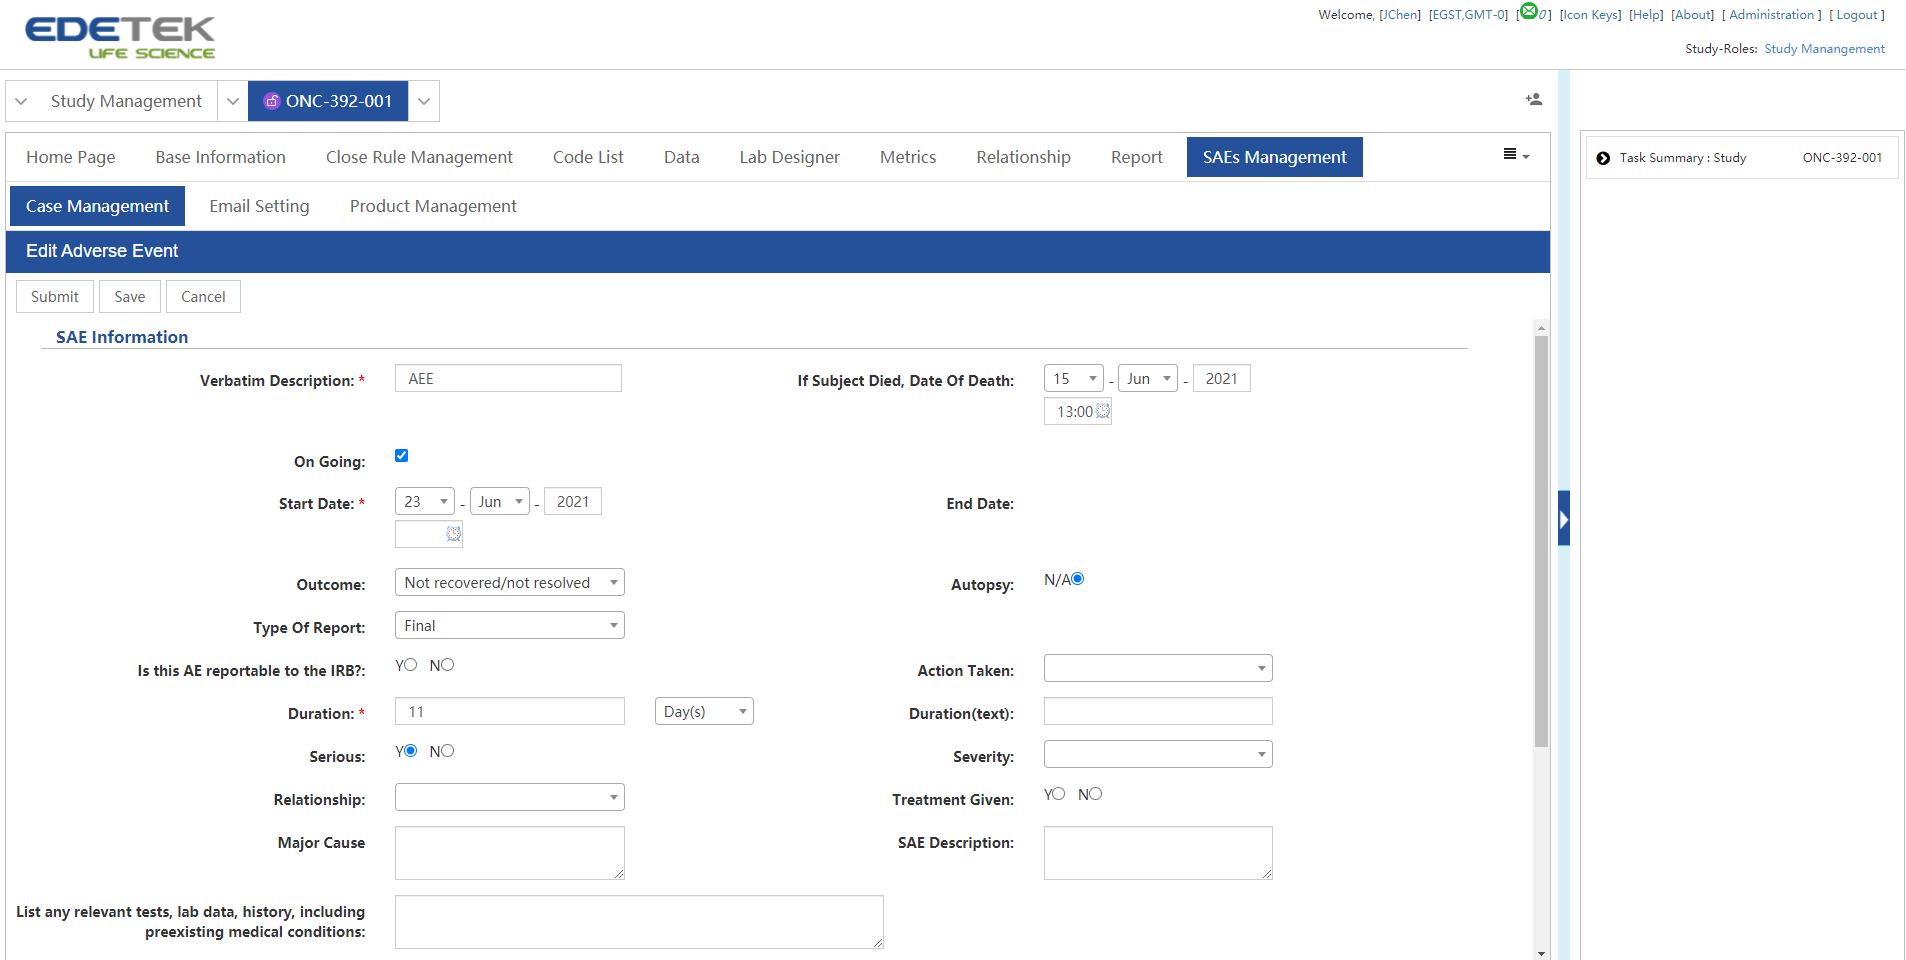 EDETEK
LIFE SCIENCE
Welcome, [JChen] [EGST,GMT-0] [0] [Icon Keys] [Help] [About] [ Administration ] [ Logout ]
Study-Roles: Study Manangement
Study Management
ONC-392-001
Home Page Base Information Close Rule Management Code List Data Lab Designer Metrics Relationship Report SAEs Management
Task Summary : Study ONC-392-001
Case Management Email Setting Product Management
Edit Adverse Event
Submit Save Cancel
SAE Information
Verbatim Description: * AEE If Subject Died, Date Of Death: 15 - Jun - 2021
13:00
On Going:
Start Date: * 23 - Jun - 2021 End Date:
Outcome: Not recovered/not resolved Autopsy: N/A
Type Of Report: Final
Is this AE reportable to the IRB?: Y N Action Taken:
Duration: * 11 Day(s) Duration(text):
Serious: Y N Severity:
Relationship: Treatment Given: Y N
Major Cause SAE Description:
List any relevant tests, lab data, history, including
preexisting medical conditions: